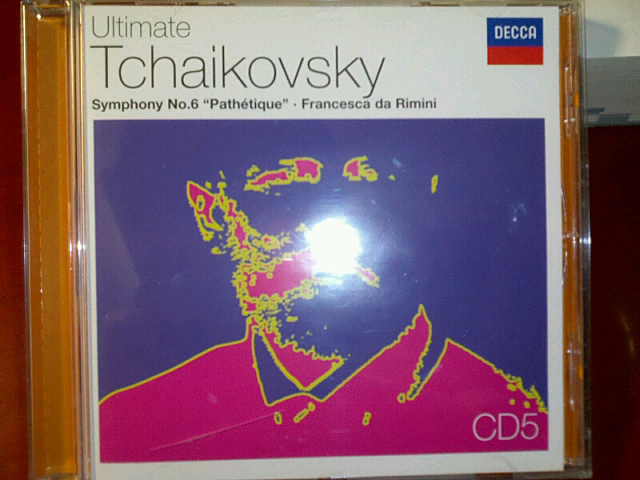 Ultimate
DECCA
Tchaikovsky
Symphony No.6 “Pathétique” · Francesca da Rimini
CD5